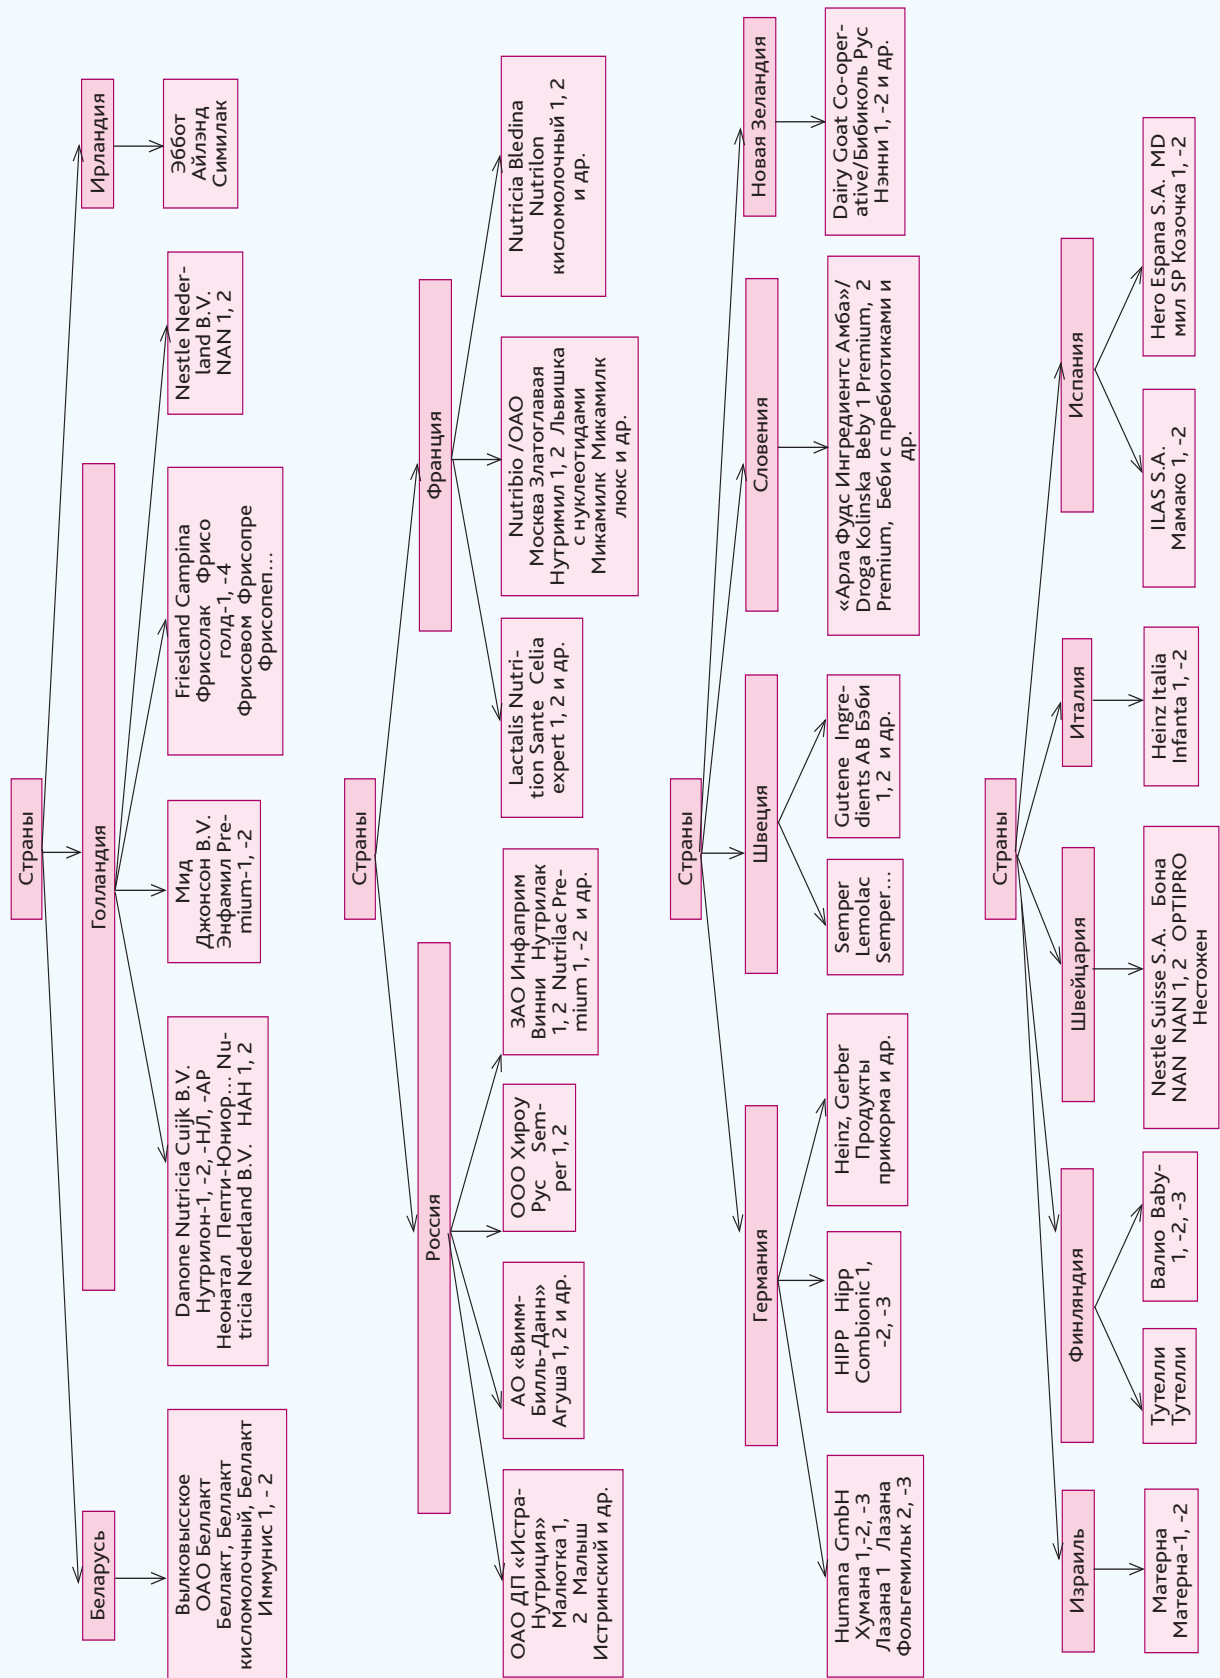 Страны
Беларусь
Голландия
Ирландия
Вылковысское
ОАО Беллакт
Беллакт, Беллакт
кисломолочный, Беллакт
Иммунис 1, - 2
Danone Nutricia Cuijk B.V.
Нутрилон-1, -2, -НЛ, -АР
Неонатал Пепти-Юниор... Nu-
tricia Nederland B.V. НАН 1, 2
Мид
Джонсон B.V.
Энфамил Pre-
mium-1, -2
Friesland Campina
Фрисолак Фрисо
голд-1, -4
Фрисовом Фрисопре
Фрисопеп...
Nestle Neder-
land B.V.
NAN 1, 2
Эббот
Айлэнд
Симилак
Страны
Россия
Франция
ОАО ДП «Истра-
Нутриция»
Малютка 1,
2 Малыш
Истринский и др.
АО «Вимм-
Билль-Данн»
Агуша 1, 2 и др.
ООО Хироу
Рус Sem-
per 1, 2
ЗАО Инфаприм
Винни Нутрилак
1, 2 Nutrilac Pre-
mium 1, -2 и др.
Lactalis Nutri-
tion Sante Celia
expert 1, 2 и др.
Nutribio /ОАО
Москва Златоглавая
Нутримил 1, 2 Львишка
с нуклеотидами
Микамилк Микамилк
люкс и др.
Nutricia Bledina
Nutrilon
кисломолочный 1, 2
и др.
Страны
Германия
Швеция
Словения
Новая Зеландия
Humana GmbH
Хумана 1,-2, -3
Лазана 1 Лазана
Фольгемильк 2, -3
HIPP Hipp
Combionic 1,
-2, -3
Heinz, Gerber
Продукты
прикорма и др.
Semper
Lemolac
Semper...
Gutene Ingre-
dients AB Бэби
1, 2 и др.
«Арла Фудс Ингредиентс Амба»/
Droga Kolinska Beby 1 Premium, 2
Premium, Беби с пребиотиками и
др.
Dairy Goat Co-oper-
ative/Бибиколь Рус
Нэнни 1, -2 и др.
Страны
Израиль
Финляндия
Швейцария
Италия
Испания
Матерна
Матерна-1, -2
Тутелли
Тутелли
Валио Baby-
1, -2, -3
Nestle Suisse S.A. Бона
NAN NAN 1, 2 OPTIPRO
Нестожен
Heinz Italia
Infanta 1, -2
ILAS S.A.
Мамако 1, -2
Hero Espana S.A. MD
мил SP Козочка 1, -2